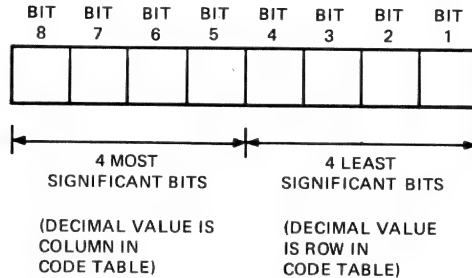 BIT BIT BIT BIT BIT BIT BIT BIT
8 7 6 5 4 3 2 1
4 MOST
SIGNIFICANT BITS
4 LEAST
SIGNIFICANT BITS
(DECIMAL VALUE IS
COLUMN IN
CODE TABLE)
(DECIMAL VALUE
IS ROW IN
CODE TABLE)